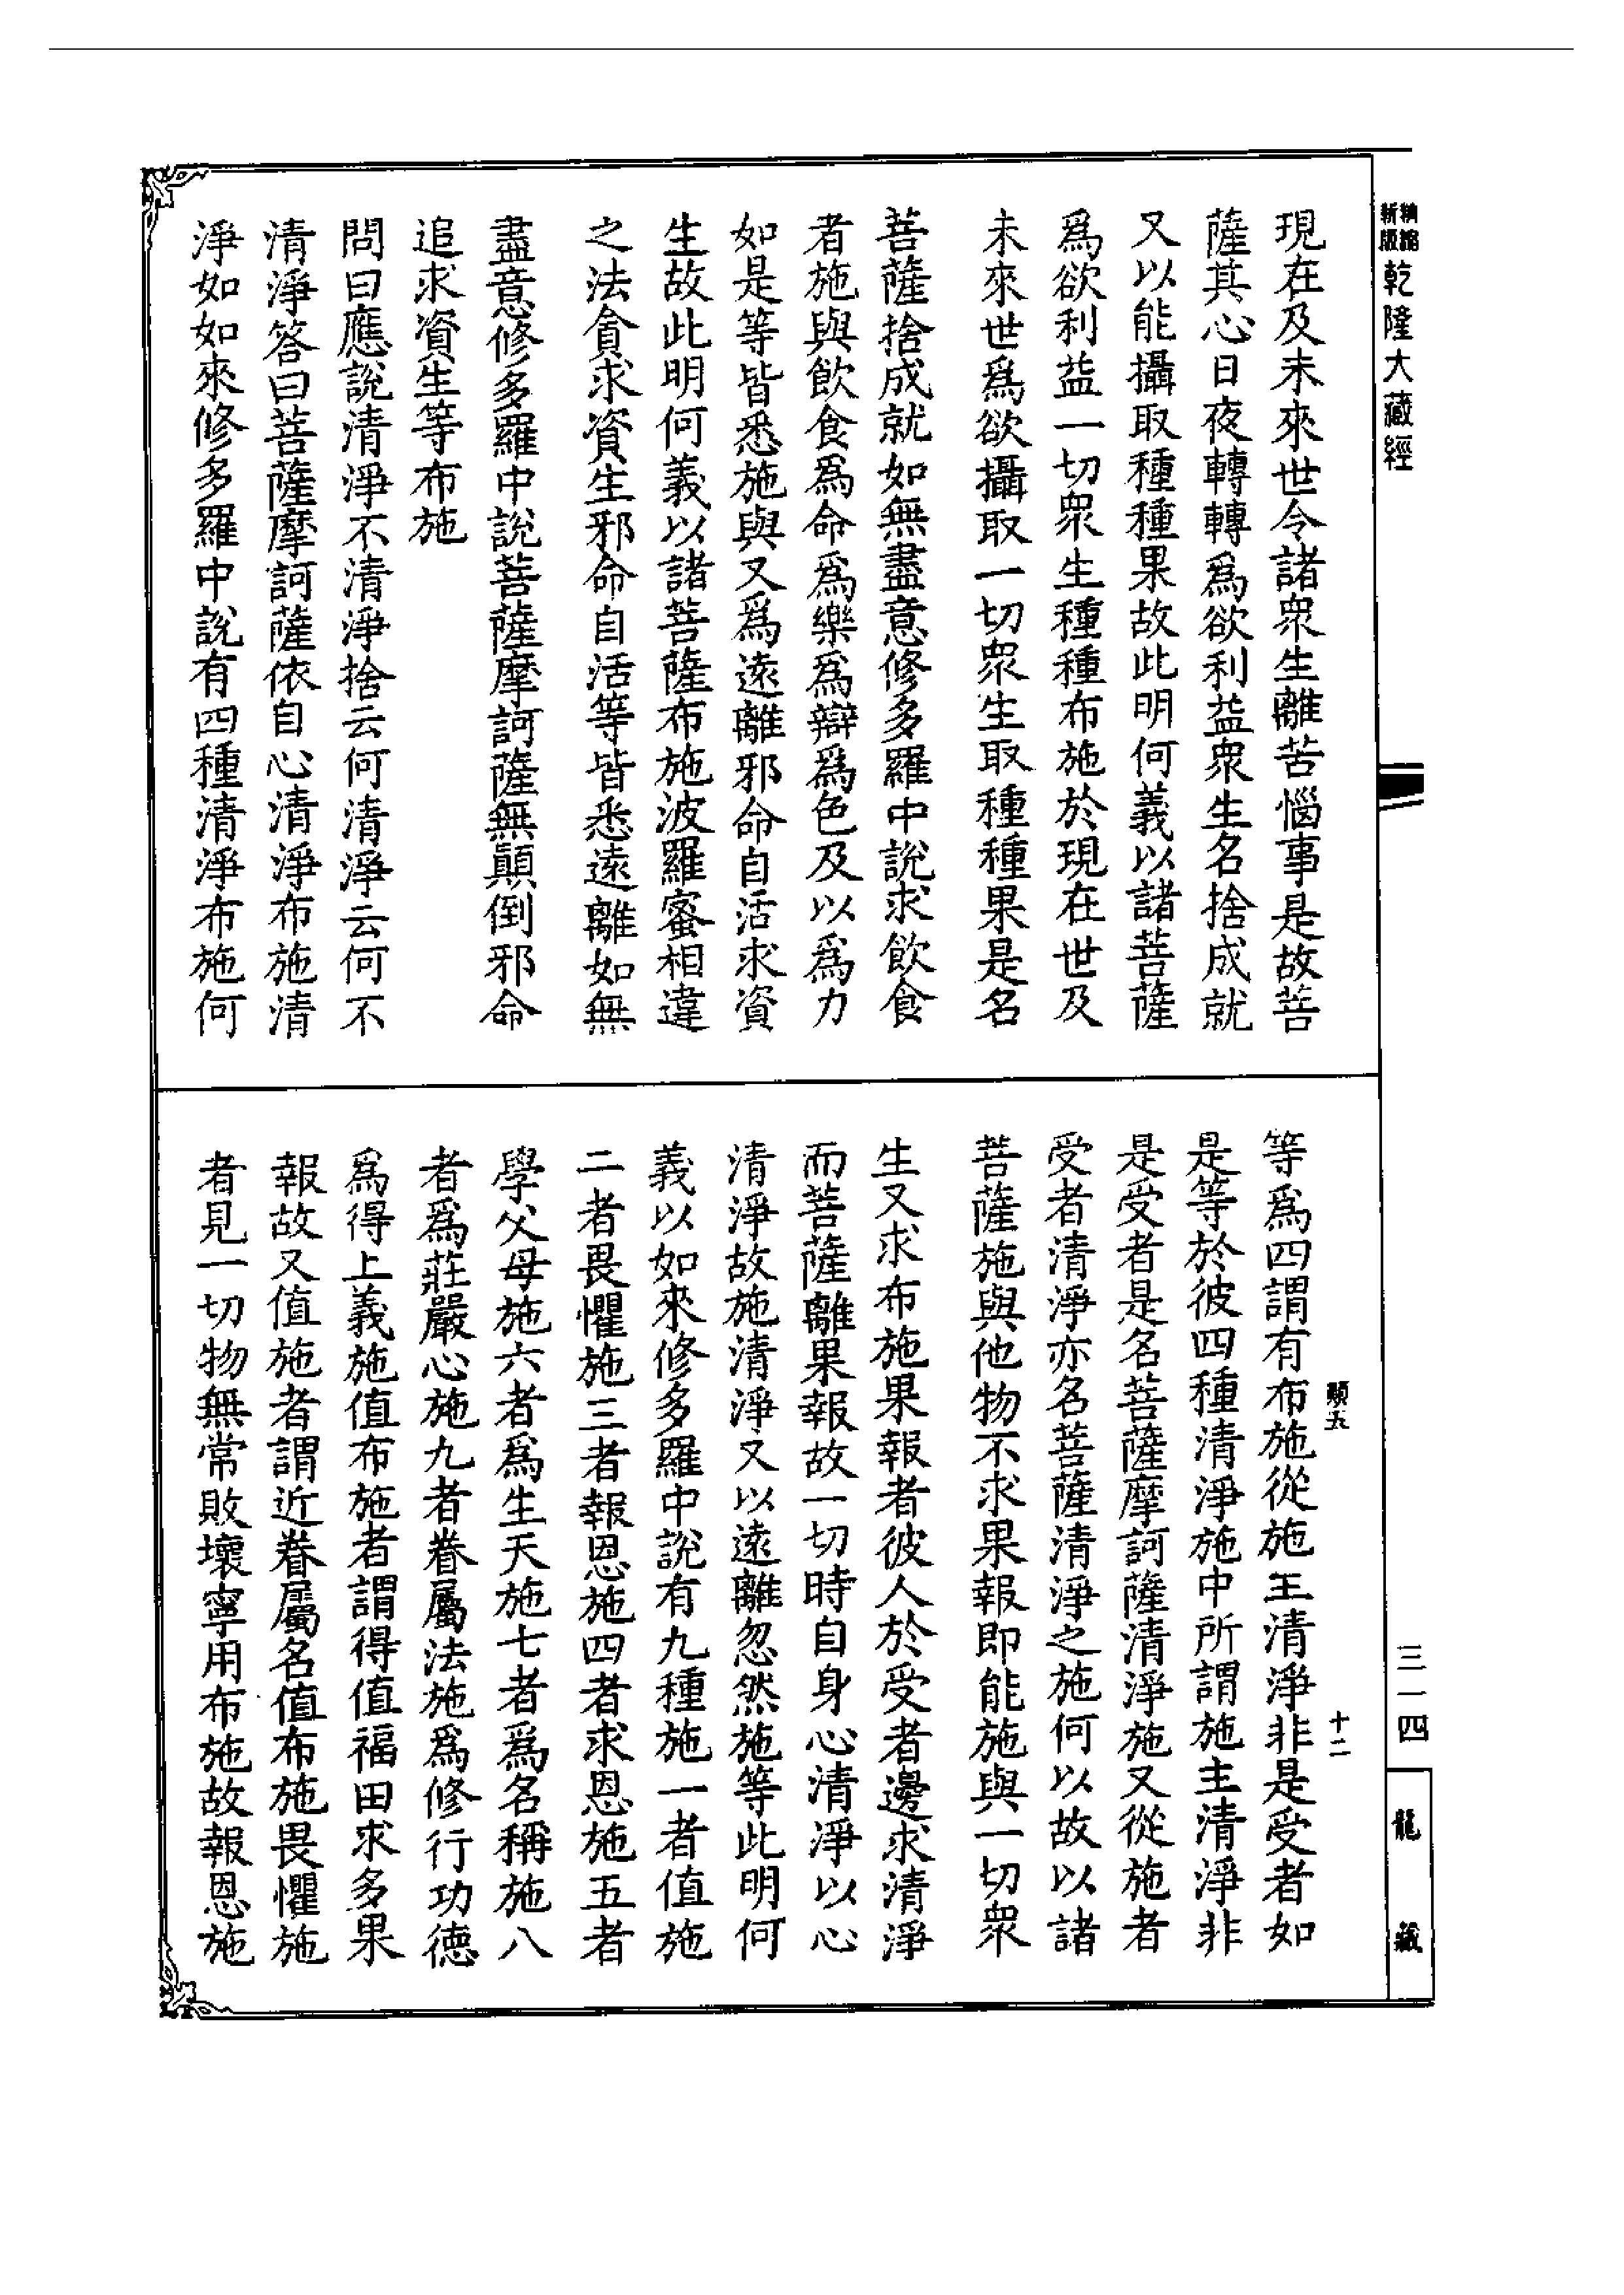 精縮新版乾隆大藏經
現在及未來世令諸衆生離苦惱事是故菩
薩其心日夜轉轉爲欲利益衆生名捨成就
又以能攝取種種果故此明何義以諸菩薩
爲欲利益一切衆生種種布施於現在世及
未來世爲欲攝取一切衆生取種種果是名
菩薩捨成就如無盡意修多羅中說求飲食
者施與飲食爲命爲樂爲辯爲色及以爲力
如是等皆悉施與又爲遠離邪命自活求資
生故此明何義以諸菩薩布施波羅蜜相違
之法貪求資生邪命自活等皆悉遠離如無
盡意修多羅中說菩薩摩訶薩無顛倒邪命
追求資生等布施
問曰應說清淨不清淨捨云何清淨云何不
清淨答曰菩薩摩訶薩依自心清淨布施清
淨如如來修多羅中說有四種清淨布施何
等爲四謂有布施從施主清淨非是受者如
是等於彼四種清淨施中所謂施主清淨非
是受者是名菩薩摩訶薩清淨施又從施者
受者清淨亦名菩薩清淨之施何以故以諸
菩薩施與他物不求果報即能施與一切衆
生又求布施果報者彼人於受者邊求清淨
而菩薩離果報故一切時自身心清淨以心
清淨故施清淨又以遠離忽然施等此明何
義以如來修多羅中說有九種施一者值施
二者畏懼施三者報恩施四者求恩施五者
學父母施六者爲生天施七者爲名稱施八
者爲莊嚴心施九者眷屬法施爲修行功德
爲得上義施值布施者謂得值福田求多果
報故又值施者謂近眷屬名值布施畏懼施
者見一切物無常敗壞寧用布施故報恩施
顯五
十二
三一四
龍藏